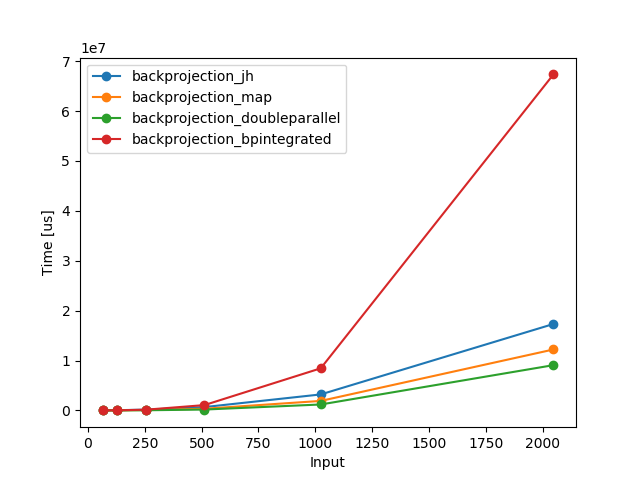 1e7
7
6
5
4
3
2
1
0
Time [us]
backprojection_jh
backprojection_map
backprojection_doubleparallel
backprojection_bpintegrated
0 250 500 750 1000 1250 1500 1750 2000
Input